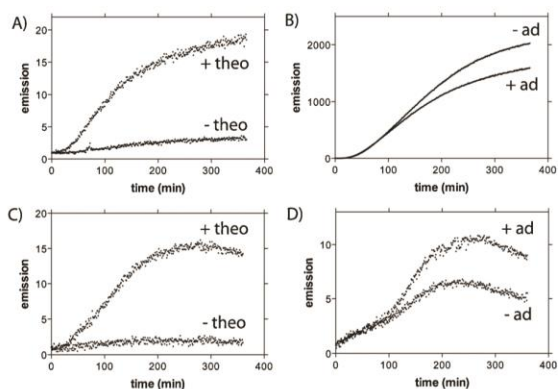 A)
20
15
10
5
0
emission
+ theo
- theo
0 100 200 300 400
time (min)
B)
2000
1000
0
emission
- ad
+ ad
0 100 200 300 400
time (min)
C)
20
15
10
5
0
emission
+ theo
- theo
0 100 200 300 400
time (min)
D)
10
5
0
emission
+ ad
- ad
0 100 200 300 400
time (min)